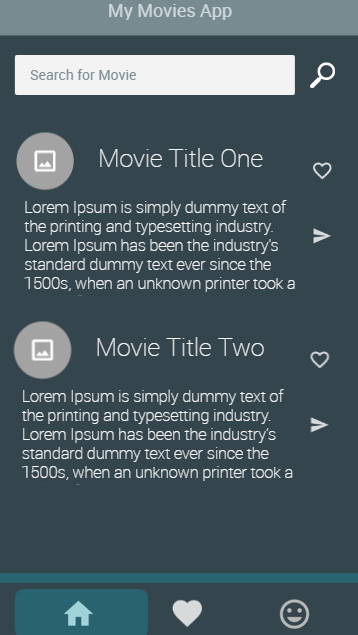 My Movies App
Search for Movie
Movie Title One
Lorem Ipsum is simply dummy text of
the printing and typesetting industry.
Lorem Ipsum has been the industry's
standard dummy text ever since the
1500s, when an unknown printer took a
Movie Title Two
Lorem Ipsum is simply dummy text of
the printing and typesetting industry.
Lorem Ipsum has been the industry's
standard dummy text ever since the
1500s, when an unknown printer took a